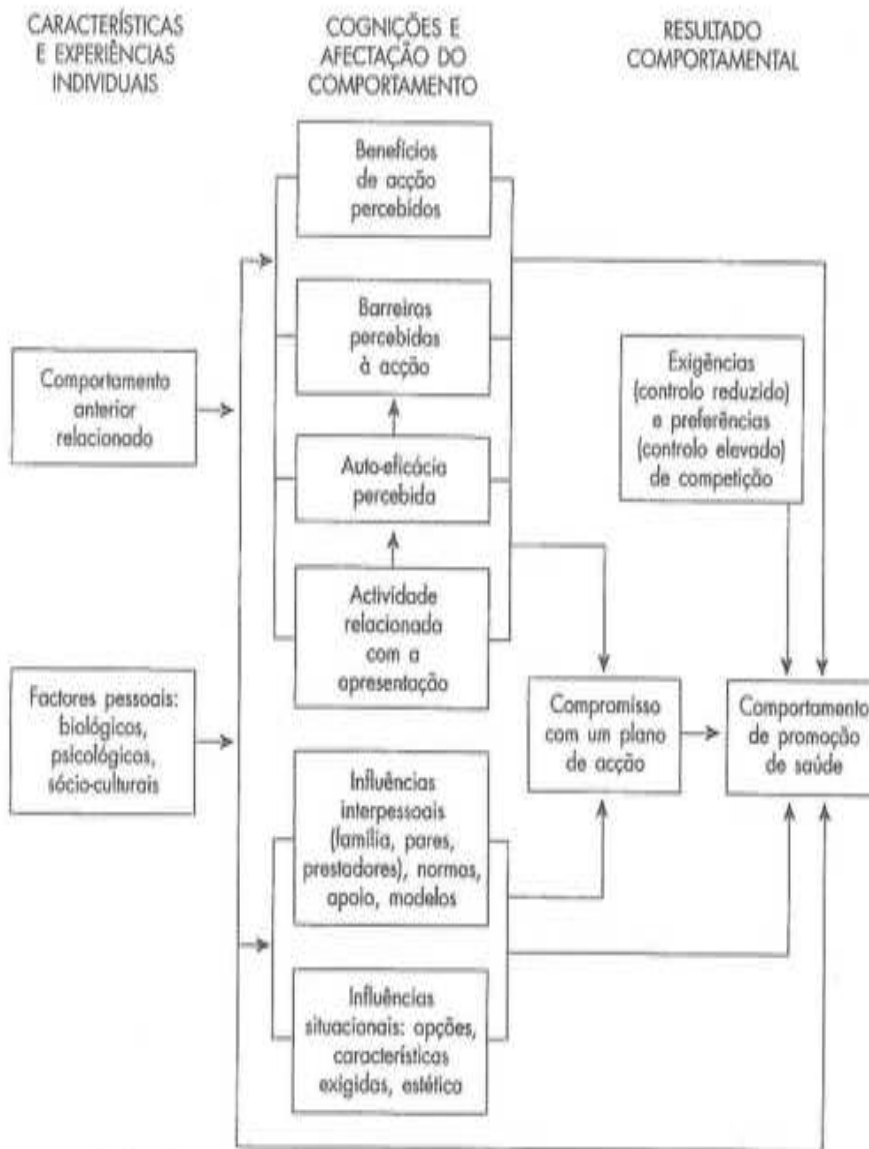 CARACTERÍSTICAS
E EXPERIÊNCIAS
INDIVIDUAIS
COGNIÇÕES E
AFECTAÇÃO DO
COMPORTAMENTO
RESULTADO
COMPORTAMENTAL
Benefícios
de acção
percebidos
Barreiras
percebidas
à acção
Comportamento
anterior
relacionado
Exigências
(controlo reduzido)
e preferências
(controlo elevado)
de competição
Auto-eficácia
percebida
Actividade
relacionada
com a
apresentação
Factores pessoais:
biológicos,
psicológicos,
sócio-culturais
Compromisso
com um plano
de acção
Comportamento
de promoção
de saúde
Influências
interpessoais
(família, pares,
prestadores), normas,
apoio, modelos
Influências
situacionais: opções,
características
exigidas, estética